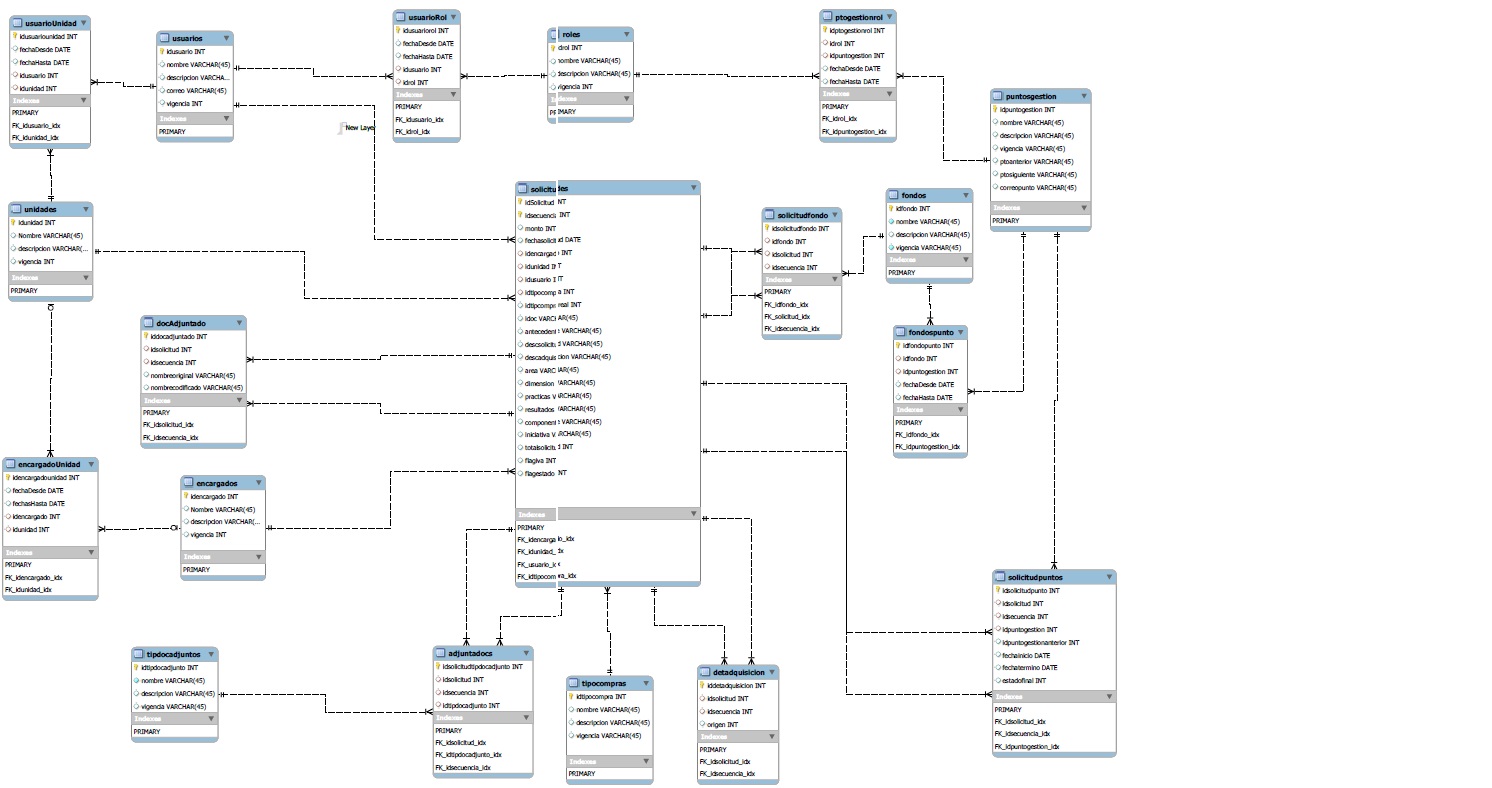 usuarioUnidad
idusuariounidad INT
fechaDesde DATE
fechaHasta DATE
idusuario INT
idunidad INT
Indexes
PRIMARY
FK_idusuario_idx
FK_idunidad_idx
usuarios
idusuario INT
nombre VARCHAR(45)
descripcion VARCHA...
correo VARCHAR(45)
vigencia INT
Indexes
PRIMARY
usuarioRol
idusuariorol INT
fechaDesde DATE
fechaHasta DATE
idusuario INT
idrol INT
Indexes
PRIMARY
FK_idusuario_idx
FK_idrol_idx
roles
idrol INT
nombre VARCHAR(45)
descripcion VARCHAR(45)
vigencia INT
Indexes
PRIMARY
ptogestionrol
idptogestionrol INT
idrol INT
idpuntogestion INT
fechaDesde DATE
fechaHasta DATE
Indexes
PRIMARY
FK_idrol_idx
FK_idpuntogestion_idx
puntosgestion
idpuntogestion INT
nombre VARCHAR(45)
descripcion VARCHAR(45)
vigencia VARCHAR(45)
ptoanterior VARCHAR(45)
ptosiguiente VARCHAR(45)
correopunto VARCHAR(45)
Indexes
PRIMARY
New Laye
unidades
idunidad INT
Nombre VARCHAR(45)
descripcion VARCHAR(...
vigencia INT
Indexes
PRIMARY
solicitudes
idSolicitud INT
idsecuencia INT
monto INT
fechasolicitud DATE
idencargado INT
idunidad INT
idusuario INT
idtipocompra INT
idtipocompreal INT
idoc VARCHAR(45)
antecedent VARCHAR(45)
descsolicitud VARCHAR(45)
descadquisicion VARCHAR(45)
area VARCHAR(45)
dimension VARCHAR(45)
practicas VARCHAR(45)
resultados VARCHAR(45)
component VARCHAR(45)
iniciativa VARCHAR(45)
totalsolicitud INT
flagiva INT
flagestado INT
Indexes
PRIMARY
FK_idencargado_idx
FK_idunidad_idx
FK_usuario_idx
FK_idtipocompra_idx
solicitudfondo
idsolicitudfondo INT
idfondo INT
idsolicitud INT
idsecuencia INT
Indexes
PRIMARY
FK_idfondo_idx
FK_solicitud_idx
FK_idsecuencia_idx
fondos
idfondo INT
nombre VARCHAR(45)
descripcion VARCHAR(45)
vigencia VARCHAR(45)
Indexes
PRIMARY
fondospunto
idfondopunto INT
idfondo INT
idpuntogestion INT
fechaDesde DATE
fechaHasta DATE
Indexes
PRIMARY
FK_idfondo_idx
FK_idpuntogestion_idx
docAdjuntado
iddocadjuntado INT
idsolicitud INT
idsecuencia INT
nombreoriginal VARCHAR(45)
nombrecodificado VARCHAR(45)
Indexes
PRIMARY
FK_idsolicitud_idx
FK_idsecuencia_idx
encargadoUnidad
idencargadounidad INT
fechaDesde DATE
fechasHasta DATE
idencargado INT
idunidad INT
Indexes
PRIMARY
FK_idencargado_idx
FK_idunidad_idx
encargados
idencargado INT
Nombre VARCHAR(45)
descripcion VARCHAR(...
vigencia INT
Indexes
PRIMARY
tipdocadjuntos
idtipdocadjunto INT
nombre VARCHAR(45)
descripcion VARCHAR(45)
vigencia VARCHAR(45)
Indexes
PRIMARY
adjuntadocs
idsolicitudtipdocadjunto INT
idsolicitud INT
idsecuencia INT
idtipdocadjunto INT
Indexes
PRIMARY
FK_idsolicitud_idx
FK_idtipdocadjunto_idx
FK_idsecuencia_idx
tipocompras
idtipocompra INT
nombre VARCHAR(45)
descripcion VARCHAR(45)
vigencia VARCHAR(45)
Indexes
PRIMARY
detadquisicion
iddetadquisicion INT
idsolicitud INT
idsecuencia INT
origen INT
Indexes
PRIMARY
FK_idsolicitud_idx
FK_idsecuencia_idx
solicitudpuntos
idsolicitudpunto INT
idsolicitud INT
idsecuencia INT
idpuntogestion INT
idpuntogestionanterior INT
fechainicio DATE
fechatermino DATE
estadofinal INT
Indexes
PRIMARY
FK_idsolicitud_idx
FK_idsecuencia_idx
FK_idpuntogestion_idx